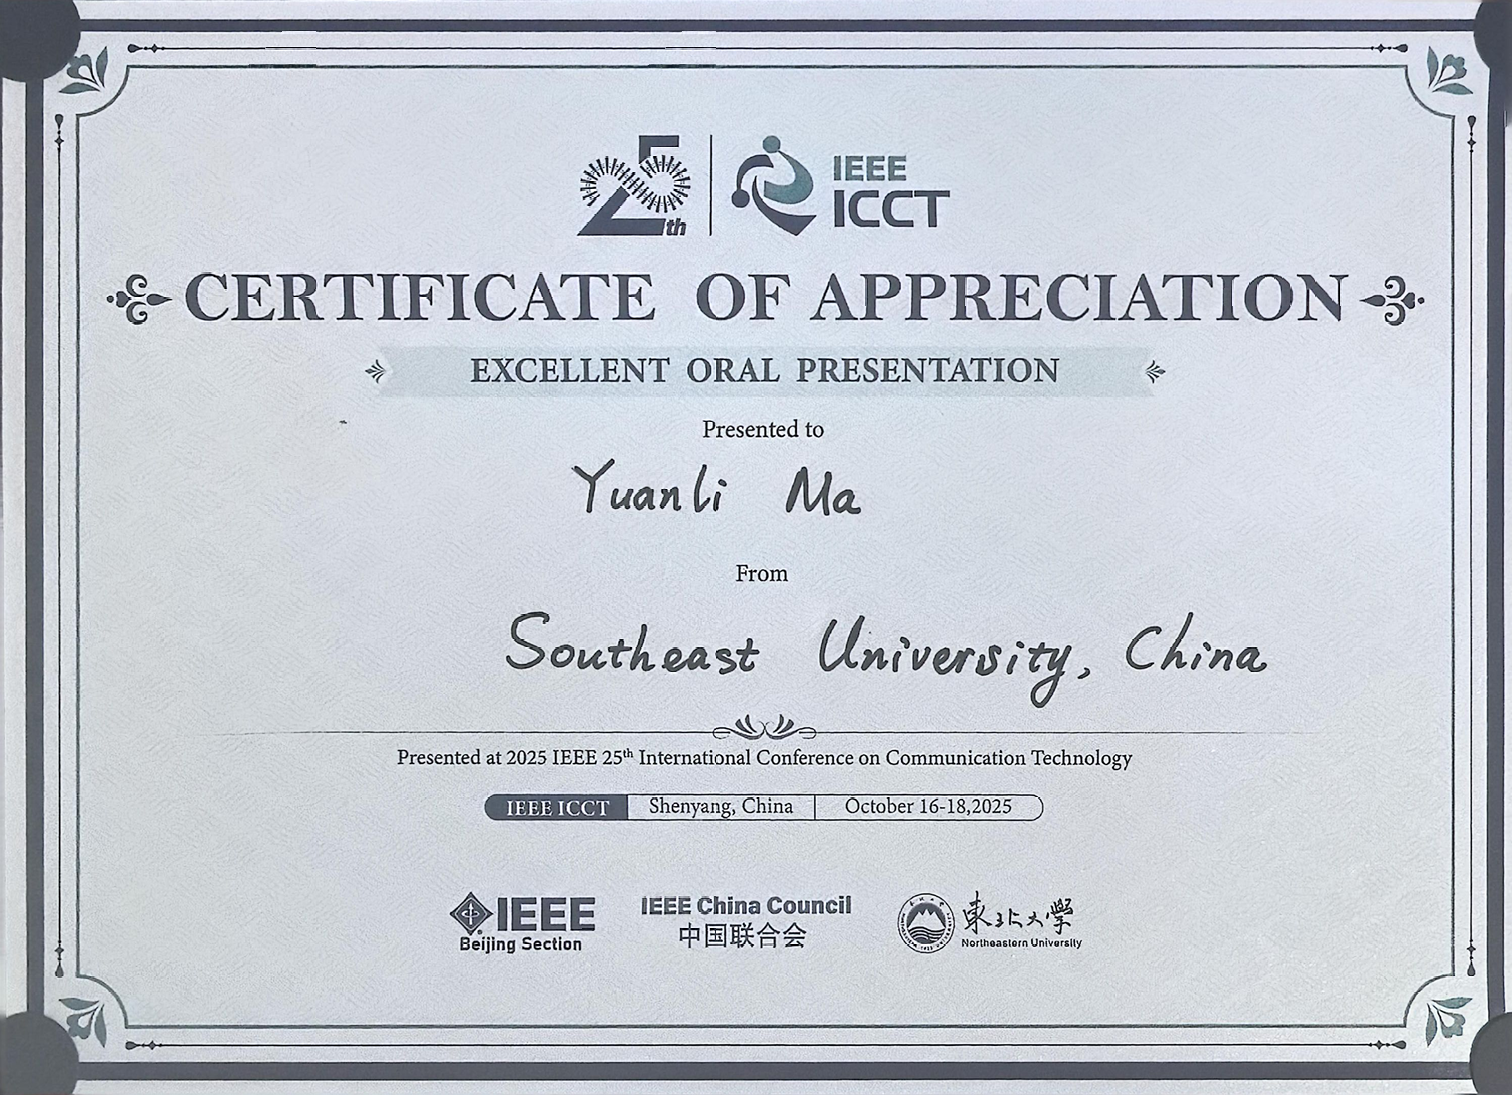 25th IEEE
ICCT
CERTIFICATE OF APPRECIATION
EXCELLENT ORAL PRESENTATION
Presented to
Yuanli Ma
From
Southeast University, China
Presented at 2025 IEEE 25th International Conference on Communication Technology
IEEE ICCT Shenyang, China October 16-18,2025
IEEE
Beijing Section
IEEE China Council
中国联合会
東北大學
Northeastern University